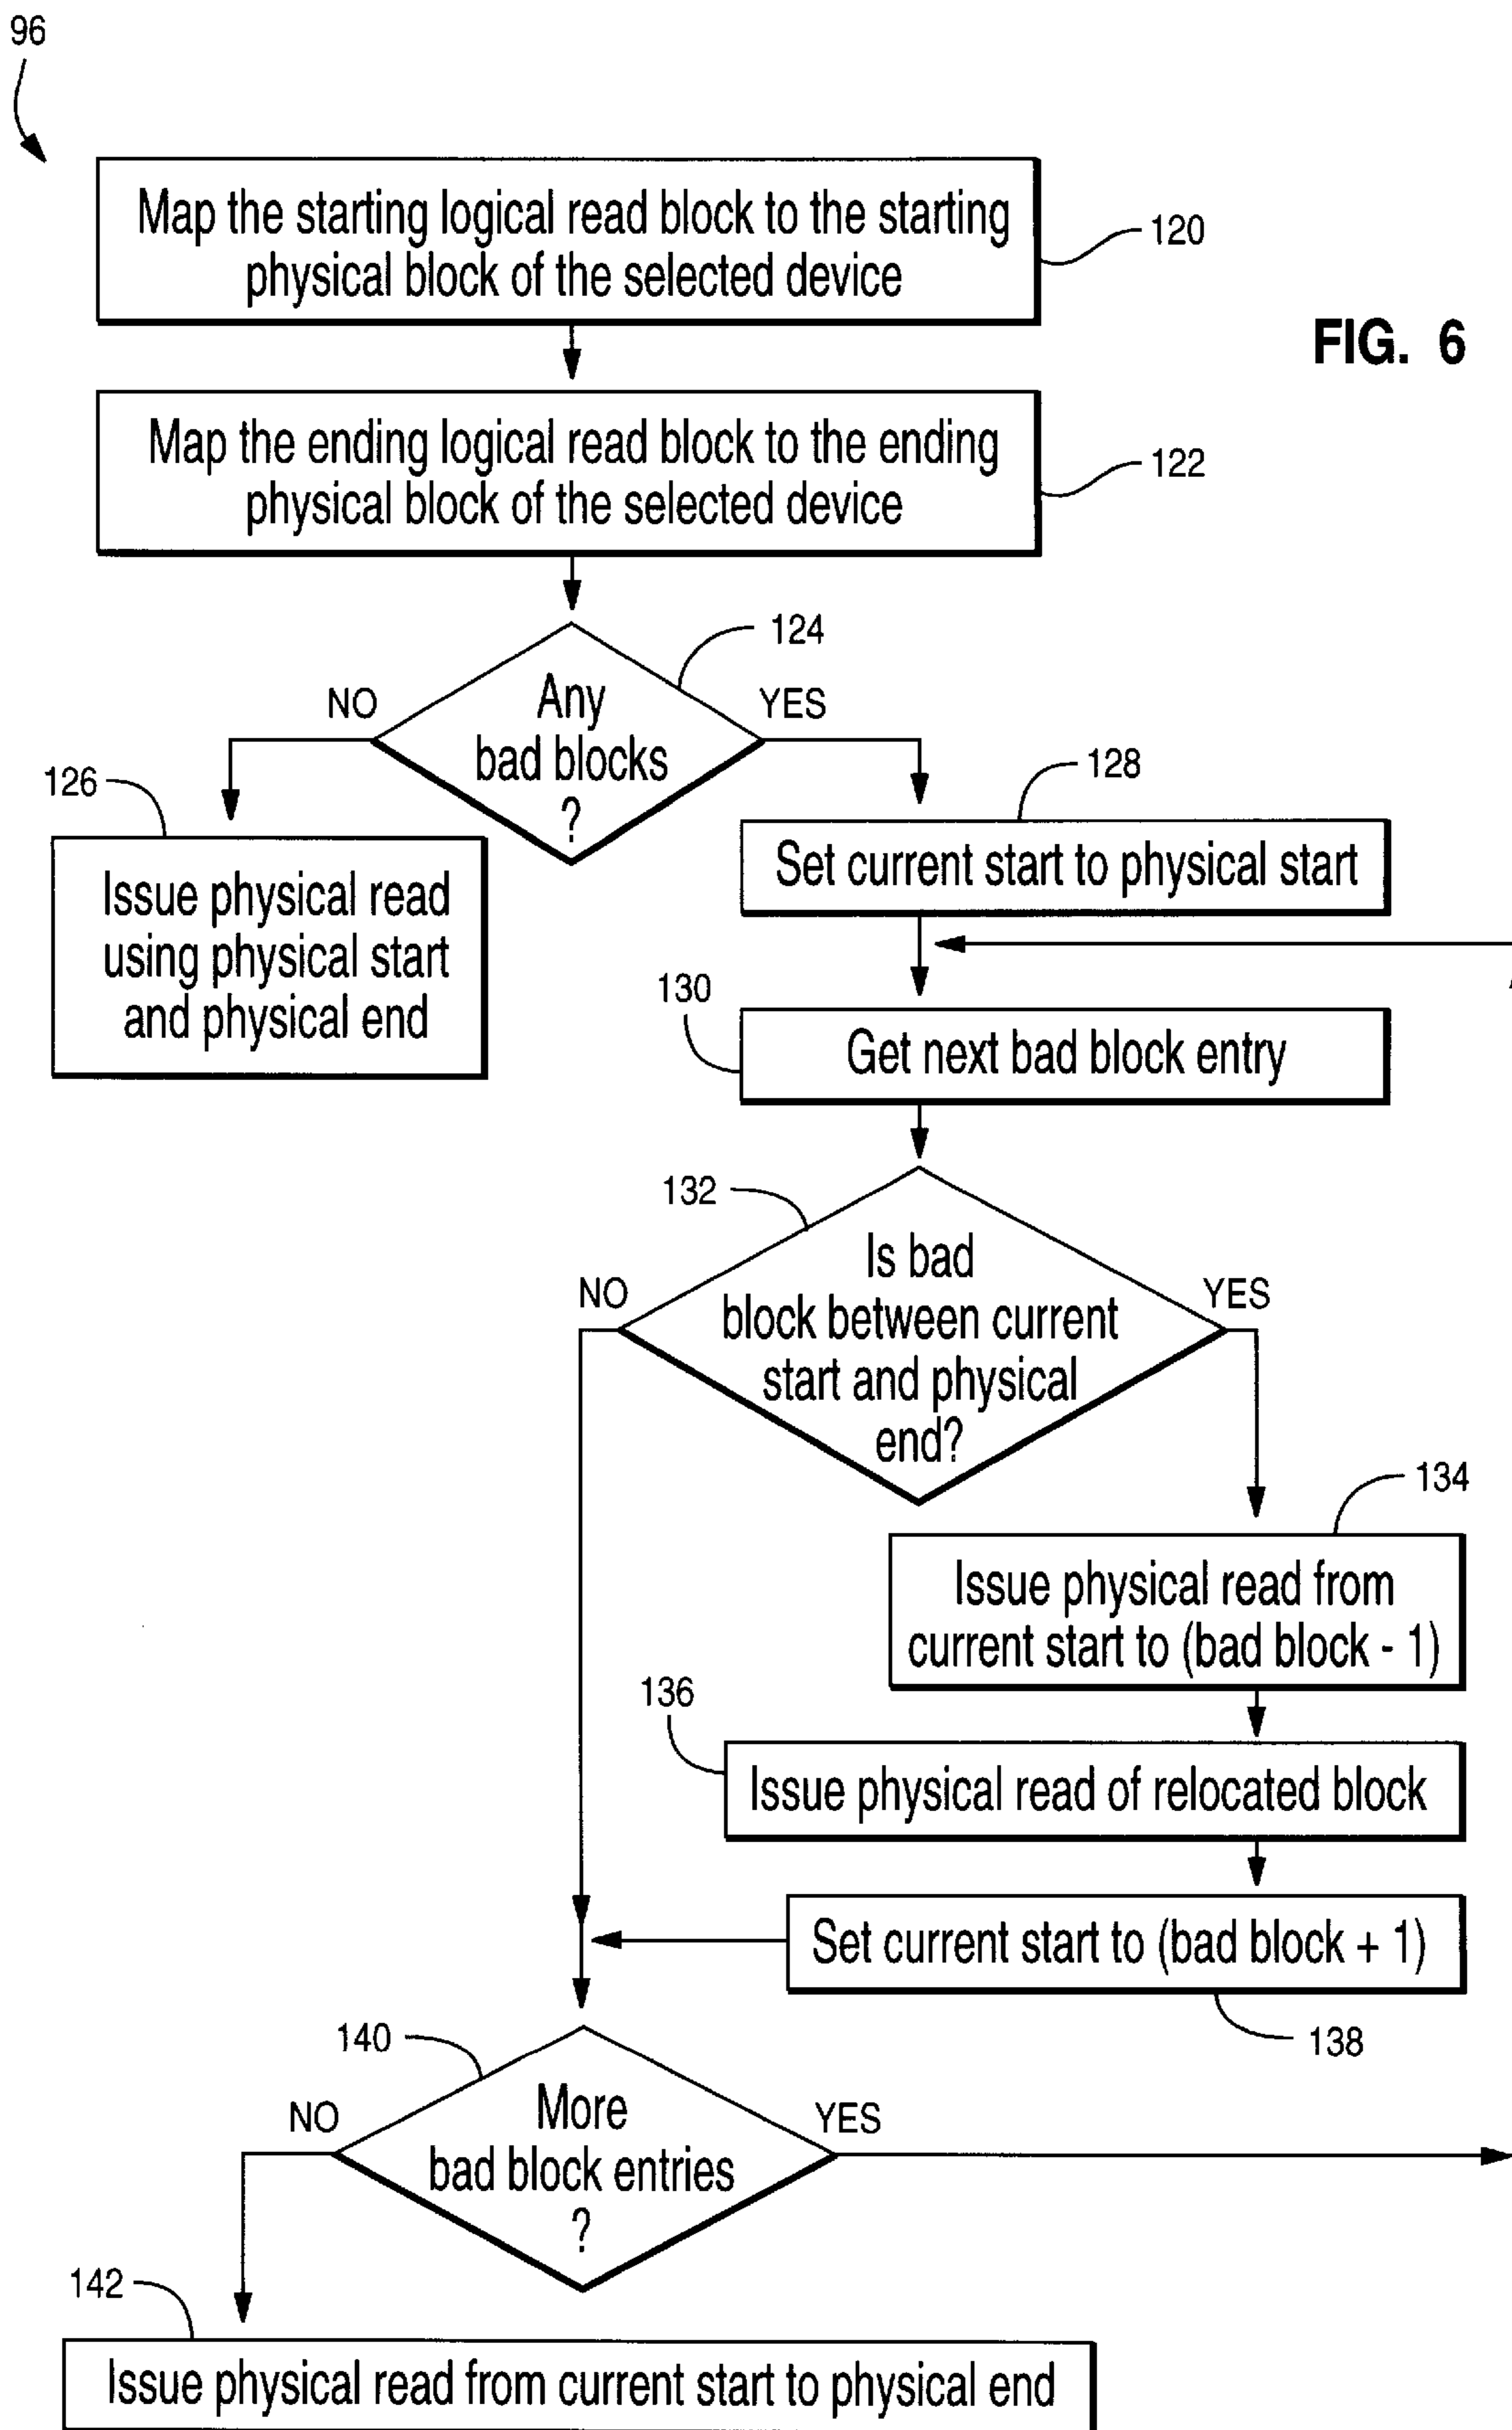 96
Map the starting logical read block to the starting
physical block of the selected device
120
FIG. 6
Map the ending logical read block to the ending
physical block of the selected device
122
124
NO
YES
Any
bad blocks
?
126
128
Issue physical read
using physical start
and physical end
Set current start to physical start
130
Get next bad block entry
132
NO
YES
Is bad
block between current
start and physical
end?
134
Issue physical read from
current start to (bad block - 1)
136
Issue physical read of relocated block
Set current start to (bad block + 1)
138
140
NO
YES
More
bad block entries
?
142
Issue physical read from current start to physical end